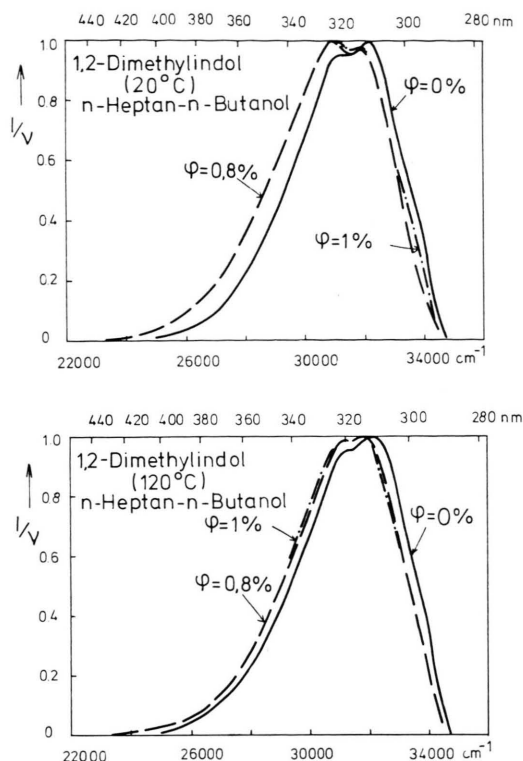 440 420 400 380 360 340 320 300 280 nm
1,2-Dimethylindol
(20°C)
n-Heptan-n-Butanol
φ=0%
φ=0,8%
φ=1%
1/ν
1.0
0.8
0.6
0.4
0.2
0
22000 26000 30000 34000 cm⁻¹
440 420 400 380 360 340 320 300 280 nm
1,2-Dimethylindol
(120°C)
n-Heptan-n-Butanol
φ=1%
φ=0%
φ=0,8%
1/ν
1.0
0.8
0.6
0.4
0.2
0
22000 26000 30000 34000 cm⁻¹